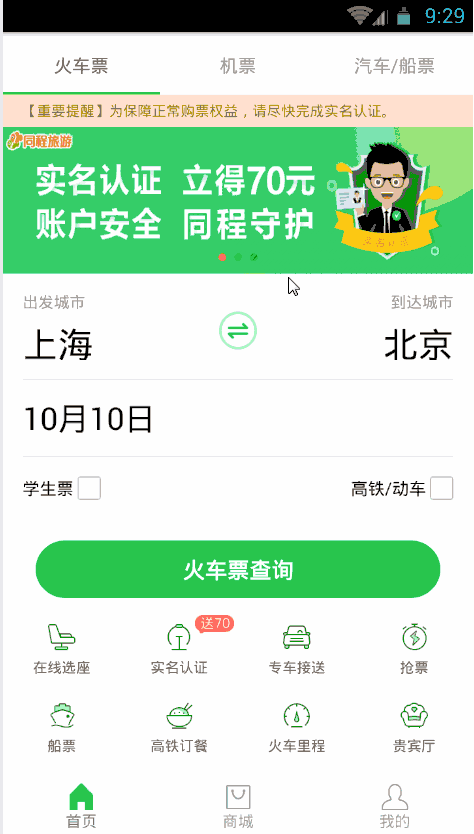 9:29
火车票
机票
汽车/船票
【重要提醒】为保障正常购票权益，请尽快完成实名认证。
同程旅游
实名认证 立得70元
账户安全 同程守护
出发城市
到达城市
上海
北京
10月10日
学生票
高铁/动车
火车票查询
送70
在线选座
实名认证
专车接送
抢票
船票
高铁订餐
火车里程
贵宾厅
首页
商城
我的